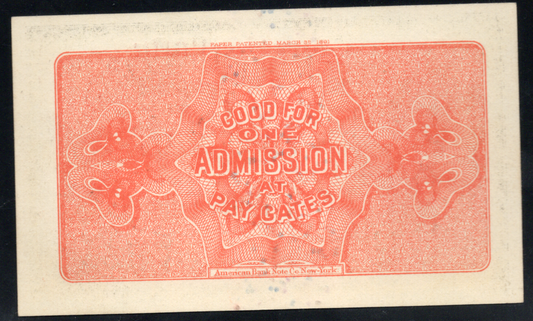 PAPER PATENTED MARCH
GOOD FOR
ONE
ADMISSION
AT
PAY GATES
American Bank Note Co. New-York.